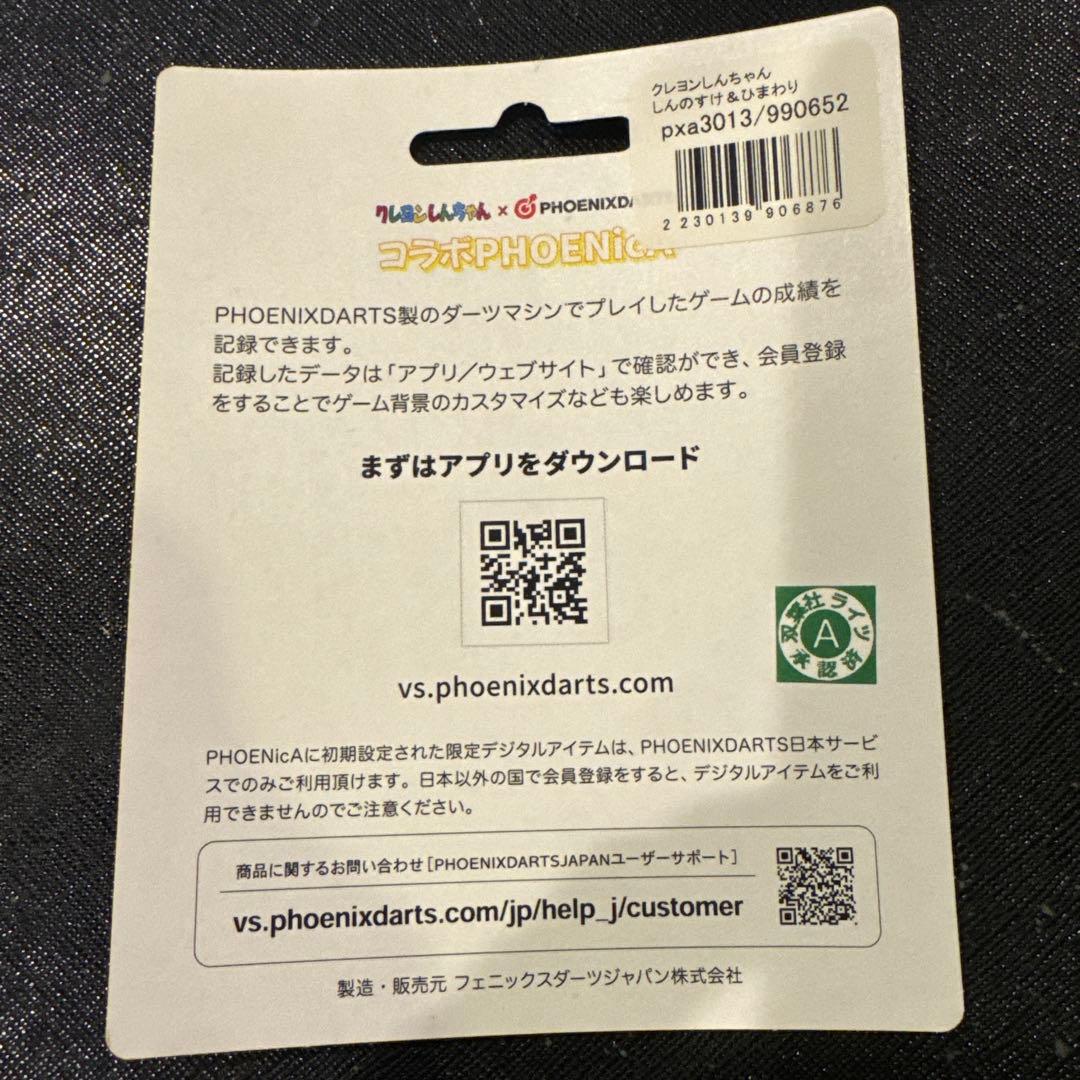 クレヨンしんちゃん
しんのすけ&ひまわり
pxa3013/990652
2 230139 906876
クレヨンしんちゃん × PHOENIXDA
コラボPHOENicA
PHOENIXDARTS製のダーツマシンでプレイしたゲームの成績を
記録できます。
記録したデータは「アプリ/ウェブサイト」で確認ができ、会員登録
をすることでゲーム背景のカスタマイズなども楽しめます。
まずはアプリをダウンロード
vs.phoenixdarts.com
双葉社ライツ
A
承認済
PHOENicAに初期設定された限定デジタルアイテムは、PHOENIXDARTS日本サービ
スでのみご利用頂けます。日本以外の国で会員登録をすると、デジタルアイテムをご利
用できませんのでご注意ください。
商品に関するお問い合わせ[PHOENIXDARTSJAPANユーザーサポート]
vs.phoenixdarts.com/jp/help_j/customer
製造・販売元 フェニックスダーツジャパン株式会社